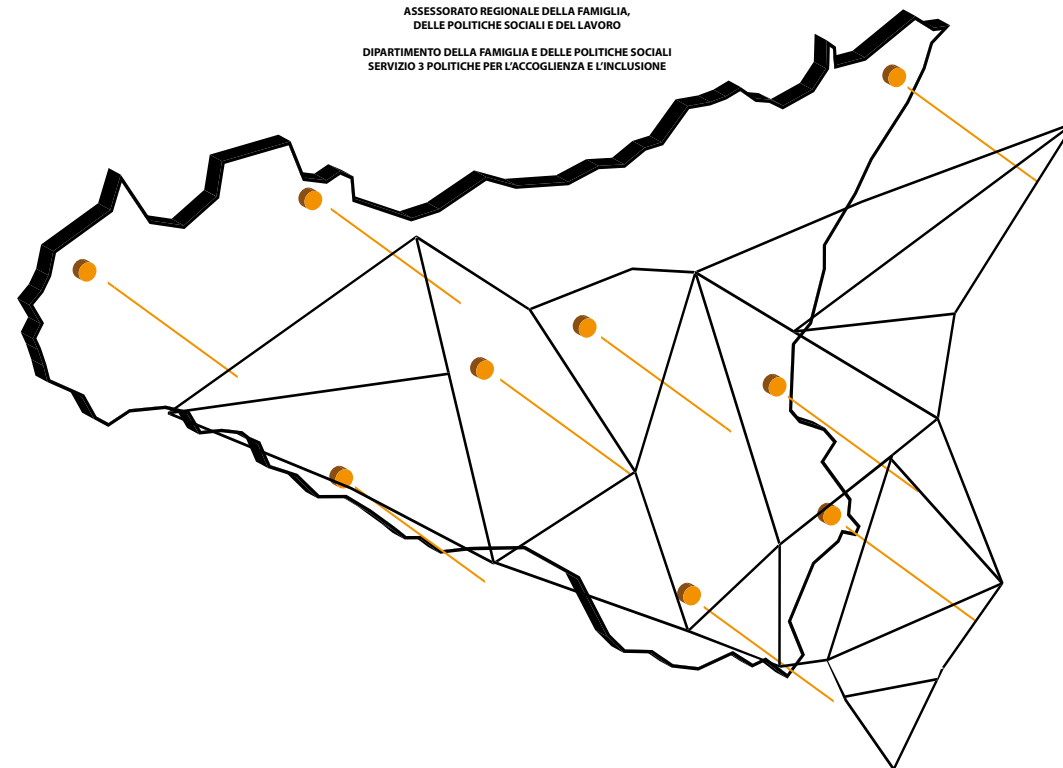 ASSESSORATO REGIONALE DELLA FAMIGLIA,
DELLE POLITICHE SOCIALI E DEL LAVORO
DIPARTIMENTO DELLA FAMIGLIA E DELLE POLITICHE SOCIALI
SERVIZIO 3 POLITICHE PER L'ACCOGLIENZA E L'INCLUSIONE